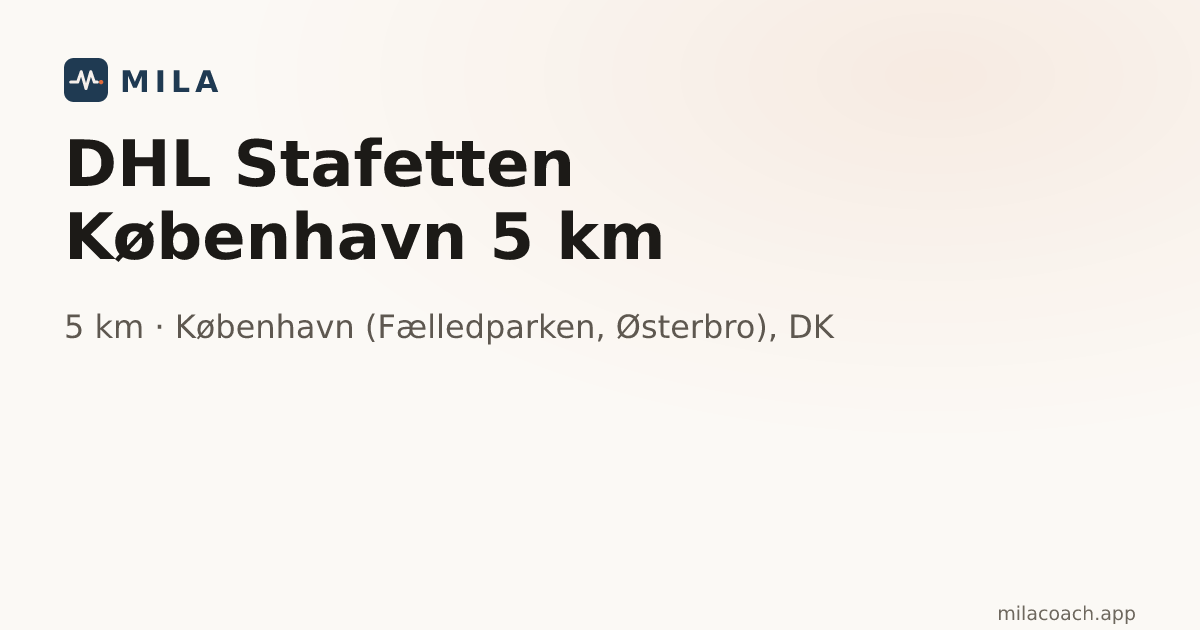 MILA
DHL Stafetten
København 5 km
5 km · København (Fælledparken, Østerbro), DK
milacoach.app